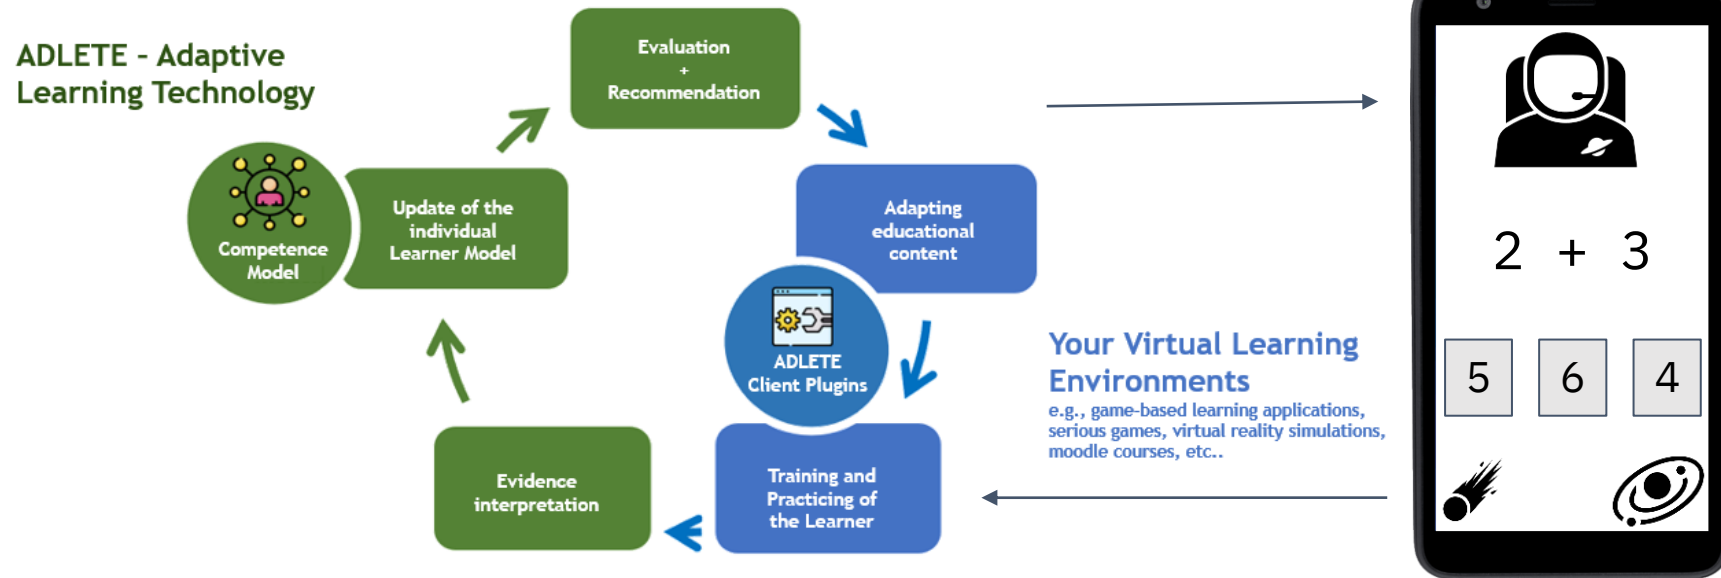 ADLETE - Adaptive
Learning Technology
Evaluation
+
Recommendation
Competence
Model
Update of the
individual
Learner Model
Adapting
educational
content
ADLETE
Client Plugins
Evidence
interpretation
Training and
Practicing of
the Learner
Your Virtual Learning
Environments
e.g., game-based learning applications,
serious games, virtual reality simulations,
moodle courses, etc..
2 + 3
5 6 4